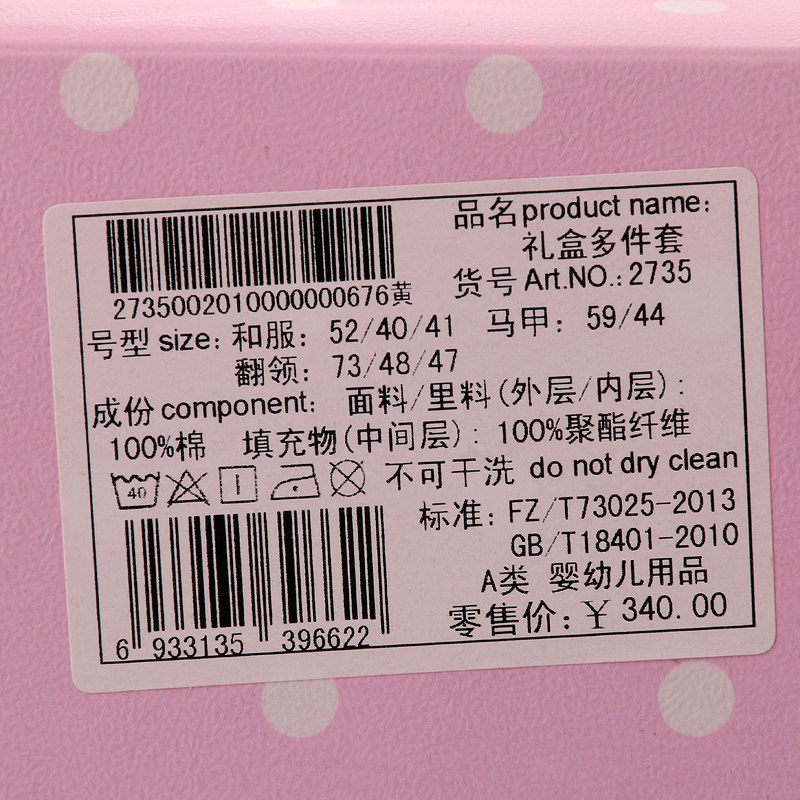 品名product name:
礼盒多件套
2735002010000000676黄
货号Art.NO.:2735
号型size: 和服: 52/40/41 马甲: 59/44
翻领: 73/48/47
成份component: 面料/里料(外层/内层):
100%棉 填充物(中间层): 100%聚酯纤维
40 不可干洗 do not dry clean
标准: FZ/T73025-2013
GB/T18401-2010
A类 婴幼儿用品
零售价: ¥ 340.00
6 933135 396622